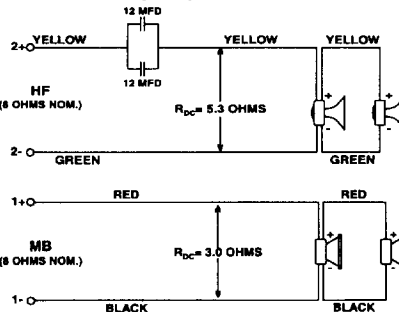 12 MFD
2+ YELLOW YELLOW YELLOW
12 MFD
HF
(8 OHMS NOM.)
RDC= 5.3 OHMS
+ +
- -
2- GREEN GREEN
1+ RED RED
MB
(8 OHMS NOM.)
RDC= 3.0 OHMS
+ +
- -
1- BLACK BLACK